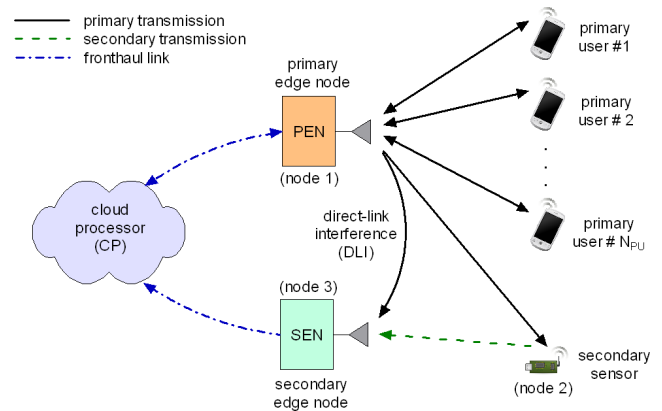 primary transmission
secondary transmission
fronthaul link
primary
edge node
PEN
(node 1)
primary
user #1
primary
user # 2
. . .
primary
user # N_PU
cloud
processor
(CP)
direct-link
interference
(DLI)
(node 3)
SEN
secondary
edge node
secondary
sensor
(node 2)